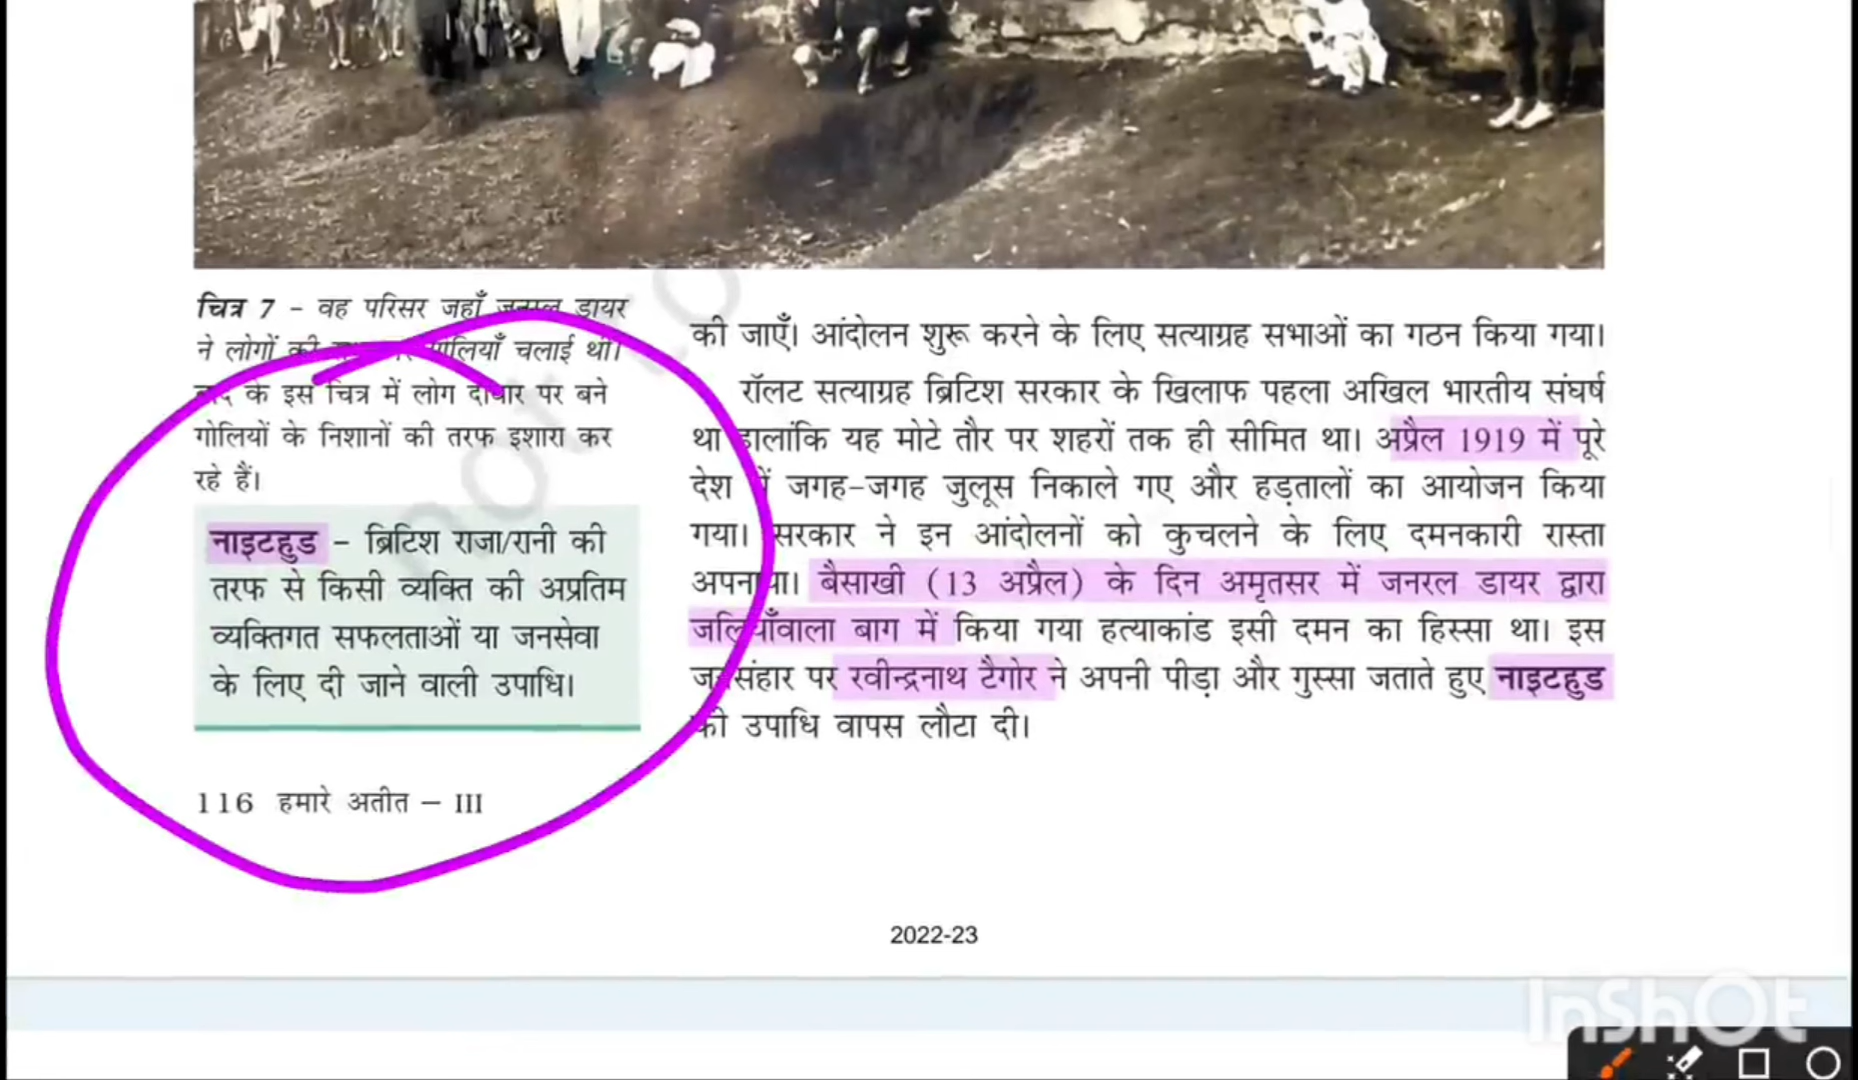 चित्र 7 – वह परिसर जहाँ जनरल डायर
ने लोगों की गोलियाँ चलाई थीं।
बाद के इस चित्र में लोग दीवार पर बने
गोलियों के निशानों की तरफ इशारा कर
रहे हैं।
नाइटहुड – ब्रिटिश राजा/रानी की
तरफ से किसी व्यक्ति की अप्रतिम
व्यक्तिगत सफलताओं या जनसेवा
के लिए दी जाने वाली उपाधि।
116 हमारे अतीत – III
की जाएँ। आंदोलन शुरू करने के लिए सत्याग्रह सभाओं का गठन किया गया।
रॉलट सत्याग्रह ब्रिटिश सरकार के खिलाफ पहला अखिल भारतीय संघर्ष
था हालांकि यह मोटे तौर पर शहरों तक ही सीमित था। अप्रैल 1919 में पूरे
देश में जगह-जगह जुलूस निकाले गए और हड़तालों का आयोजन किया
गया। सरकार ने इन आंदोलनों को कुचलने के लिए दमनकारी रास्ता
अपनाया। बैसाखी (13 अप्रैल) के दिन अमृतसर में जनरल डायर द्वारा
जलियाँवाला बाग में किया गया हत्याकांड इसी दमन का हिस्सा था। इस
जनसंहार पर रवीन्द्रनाथ टैगोर ने अपनी पीड़ा और गुस्सा जताते हुए नाइटहुड
की उपाधि वापस लौटा दी।
2022-23
not to
InShOt